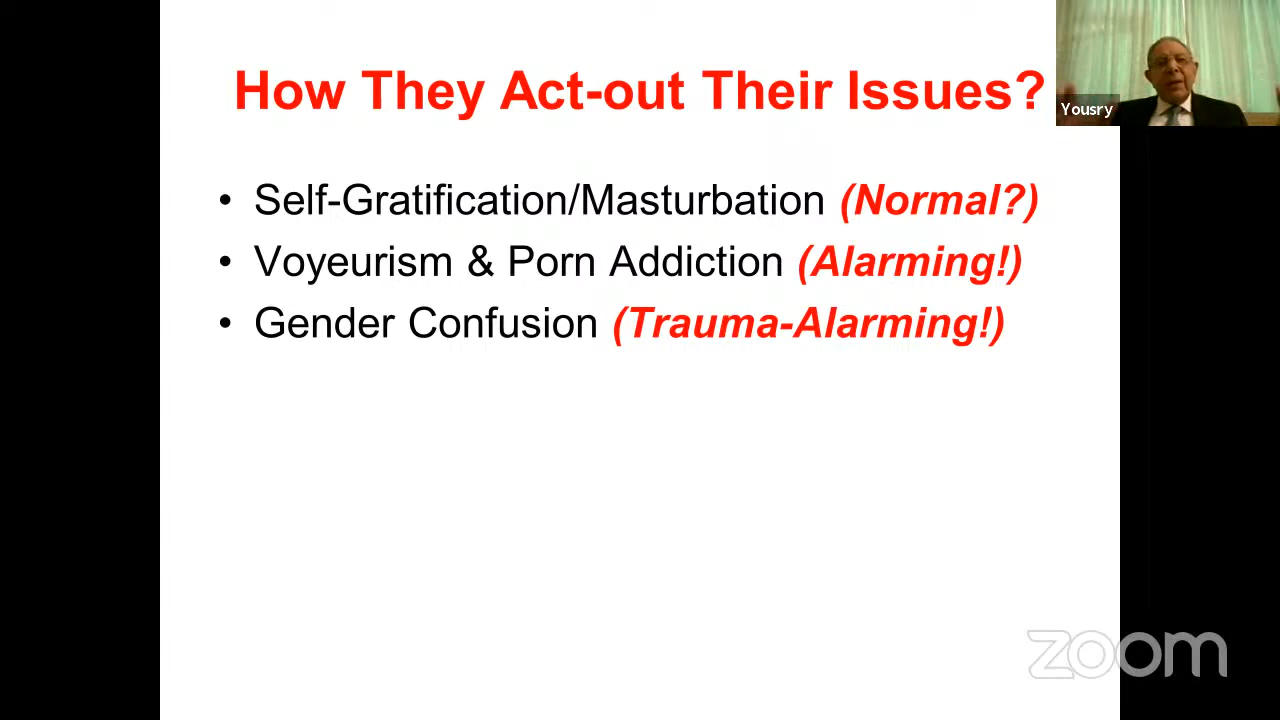 How They Act-out Their Issues?
Yousry
• Self-Gratification/Masturbation (Normal?)
• Voyeurism & Porn Addiction (Alarming!)
• Gender Confusion (Trauma-Alarming!)
zoom